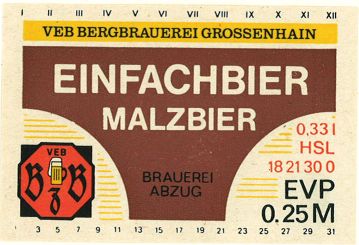 I II III IV V VI VII VIII IX X XI XII
VEB BERGBRAUEREI GROSSENHAIN
EINFACHBIER
MALZBIER
0,33 l
HSL
18 21 30 0
VEB
B B
z
BRAUEREI
ABZUG
EVP
0.25 M
3 5 7 9 11 13 15 17 19 21 23 25 27 29 31